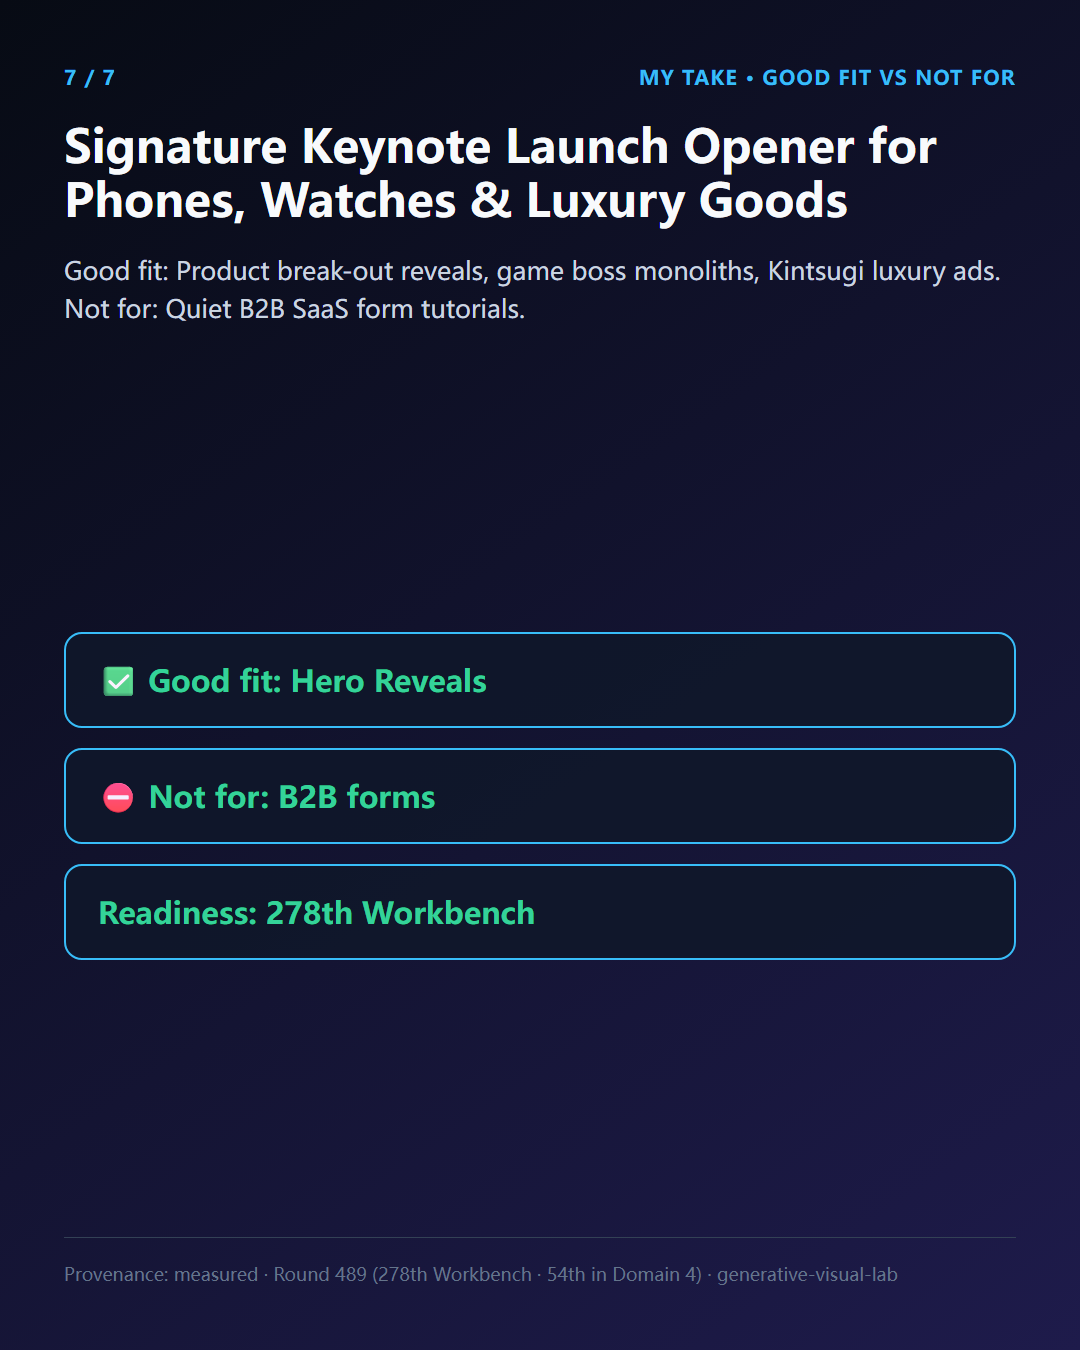 7 / 7
MY TAKE • GOOD FIT VS NOT FOR
Signature Keynote Launch Opener for
Phones, Watches & Luxury Goods
Good fit: Product break-out reveals, game boss monoliths, Kintsugi luxury ads.
Not for: Quiet B2B SaaS form tutorials.
✅ Good fit: Hero Reveals
⛔ Not for: B2B forms
Readiness: 278th Workbench
Provenance: measured · Round 489 (278th Workbench · 54th in Domain 4) · generative-visual-lab